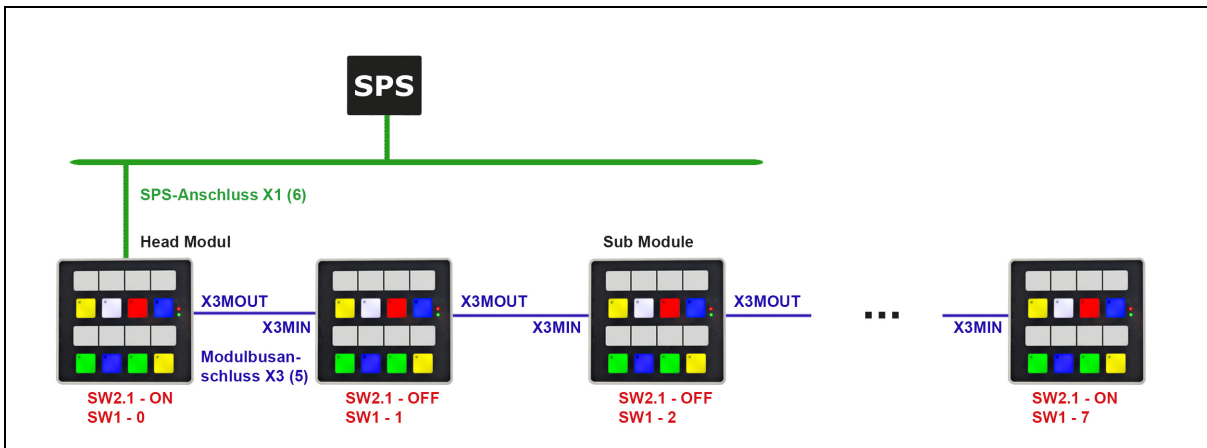 SPS
SPS-Anschluss X1 (6)
Head Modul
Sub Module
X3MOUT
X3MIN
X3MOUT
X3MIN
X3MOUT
...
X3MIN
Modulbusan-
schluss X3 (5)
SW2.1 - ON
SW1 - 0
SW2.1 - OFF
SW1 - 1
SW2.1 - OFF
SW1 - 2
SW2.1 - ON
SW1 - 7